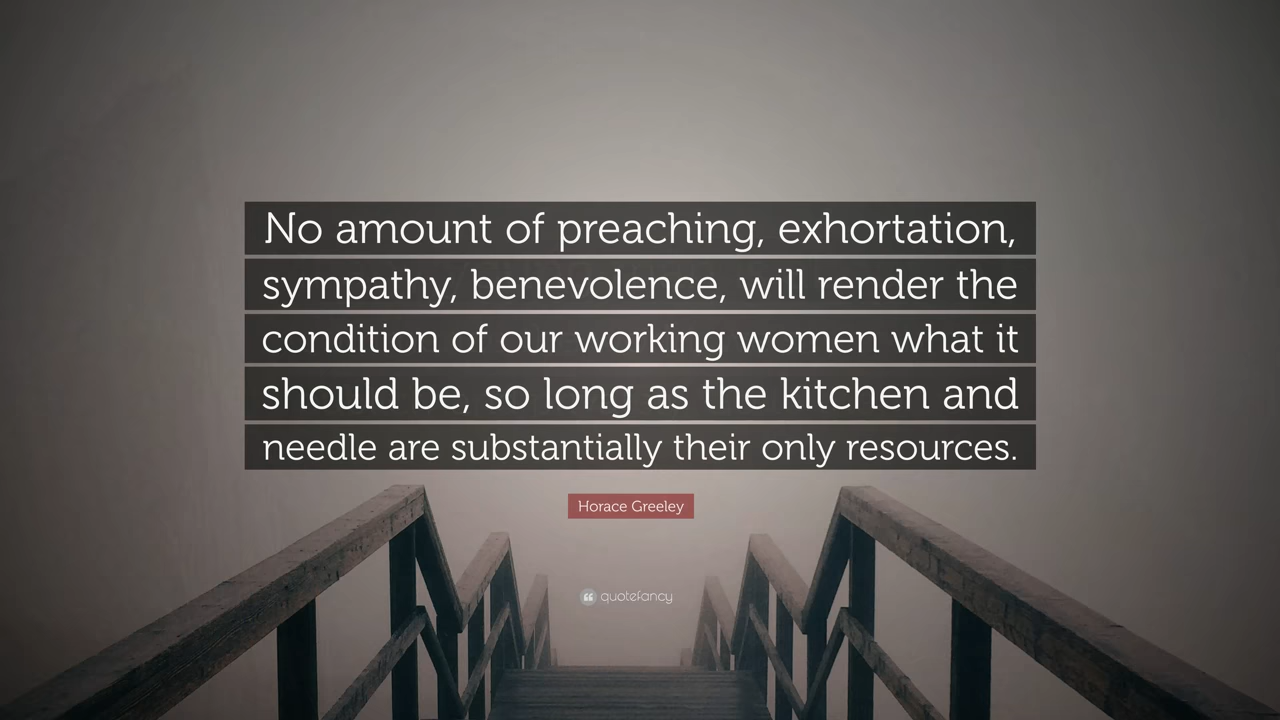 No amount of preaching, exhortation,
sympathy, benevolence, will render the
condition of our working women what it
should be, so long as the kitchen and
needle are substantially their only resources.
Horace Greeley
quotefancy